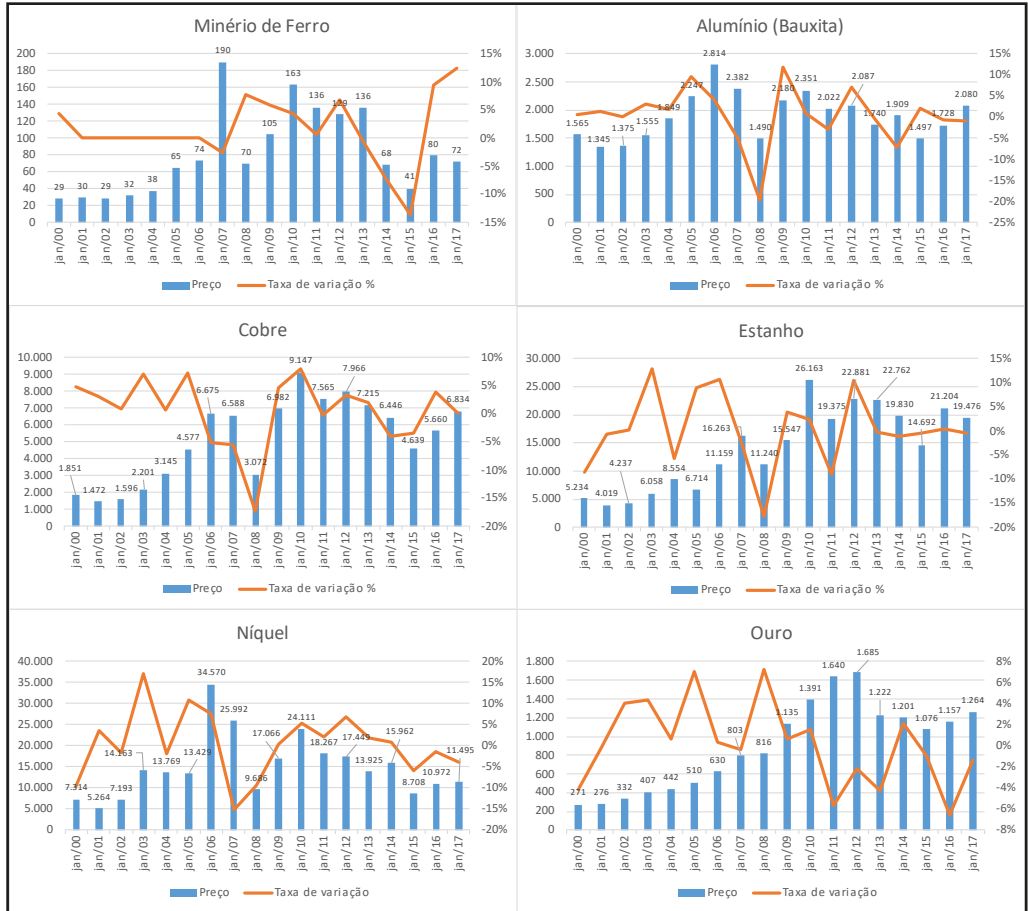 Minério de Ferro
200
180
160
140
120
100
80
60
40
20
0
29
30
29
32
38
65
74
190
70
105
163
136
129
136
68
41
80
72
15%
10%
5%
0%
-5%
-10%
-15%
jan/00
jan/01
jan/02
jan/03
jan/04
jan/05
jan/06
jan/07
jan/08
jan/09
jan/10
jan/11
jan/12
jan/13
jan/14
jan/15
jan/16
jan/17
Preço
Taxa de variação %
Alumínio (Bauxita)
3.000
2.500
2.000
1.500
1.000
500
0
1.565
1.345
1.375
1.555
1.849
2.247
2.814
2.382
1.490
2.180
2.351
2.022
2.087
1.740
1.909
1.497
1.728
2.080
15%
10%
5%
0%
-5%
-10%
-15%
-20%
-25%
jan/00
jan/01
jan/02
jan/03
jan/04
jan/05
jan/06
jan/07
jan/08
jan/09
jan/10
jan/11
jan/12
jan/13
jan/14
jan/15
jan/16
jan/17
Preço
Taxa de variação %
Cobre
10.000
9.000
8.000
7.000
6.000
5.000
4.000
3.000
2.000
1.000
0
1.851
1.472
1.596
2.201
3.145
4.577
6.675
6.588
3.072
6.982
9.147
7.565
7.966
7.215
6.446
4.639
5.660
6.834
10%
5%
0%
-5%
-10%
-15%
-20%
jan/00
jan/01
jan/02
jan/03
jan/04
jan/05
jan/06
jan/07
jan/08
jan/09
jan/10
jan/11
jan/12
jan/13
jan/14
jan/15
jan/16
jan/17
Preço
Taxa de variação %
Estanho
30.000
25.000
20.000
15.000
10.000
5.000
0
5.234
4.019
4.237
6.058
8.554
6.714
11.159
16.263
11.240
15.547
26.163
19.375
22.881
22.762
19.830
14.692
21.204
19.476
15%
10%
5%
0%
-5%
-10%
-15%
-20%
jan/00
jan/01
jan/02
jan/03
jan/04
jan/05
jan/06
jan/07
jan/08
jan/09
jan/10
jan/11
jan/12
jan/13
jan/14
jan/15
jan/16
jan/17
Preço
Taxa de variação %
Níquel
40.000
35.000
30.000
25.000
20.000
15.000
10.000
5.000
0
7.314
5.264
7.193
14.163
13.769
13.429
34.570
25.992
9.686
17.066
24.111
18.267
17.449
13.925
15.962
8.708
10.972
11.495
20%
15%
10%
5%
0%
-5%
-10%
-15%
-20%
jan/00
jan/01
jan/02
jan/03
jan/04
jan/05
jan/06
jan/07
jan/08
jan/09
jan/10
jan/11
jan/12
jan/13
jan/14
jan/15
jan/16
jan/17
Preço
Taxa de variação
Ouro
1.800
1.600
1.400
1.200
1.000
800
600
400
200
0
271
276
332
407
442
510
630
803
816
1.135
1.391
1.640
1.685
1.222
1.201
1.076
1.157
1.264
8%
6%
4%
2%
0%
-2%
-4%
-6%
-8%
jan/00
jan/01
jan/02
jan/03
jan/04
jan/05
jan/06
jan/07
jan/08
jan/09
jan/10
jan/11
jan/12
jan/13
jan/14
jan/15
jan/16
jan/17
Preço
Taxa de variação